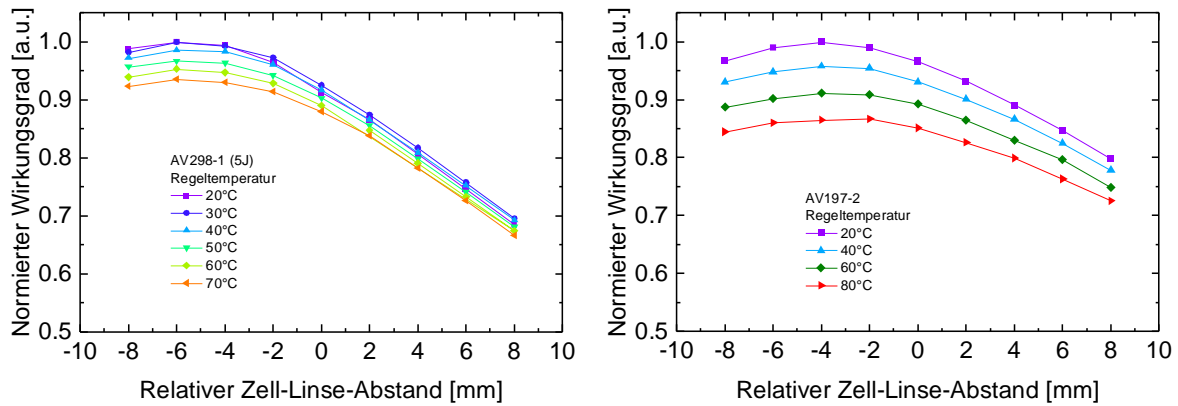 Normierter Wirkungsgrad [a.u.]
1.0
0.9
0.8
0.7
0.6
0.5
AV298-1 (5J)
Regeltemperatur
20°C
30°C
40°C
50°C
60°C
70°C
-10 -8 -6 -4 -2 0 2 4 6 8 10
Relativer Zell-Linse-Abstand [mm]
Normierter Wirkungsgrad [a.u.]
1.0
0.9
0.8
0.7
0.6
0.5
AV197-2
Regeltemperatur
20°C
40°C
60°C
80°C
-10 -8 -6 -4 -2 0 2 4 6 8 10
Relativer Zell-Linse-Abstand [mm]